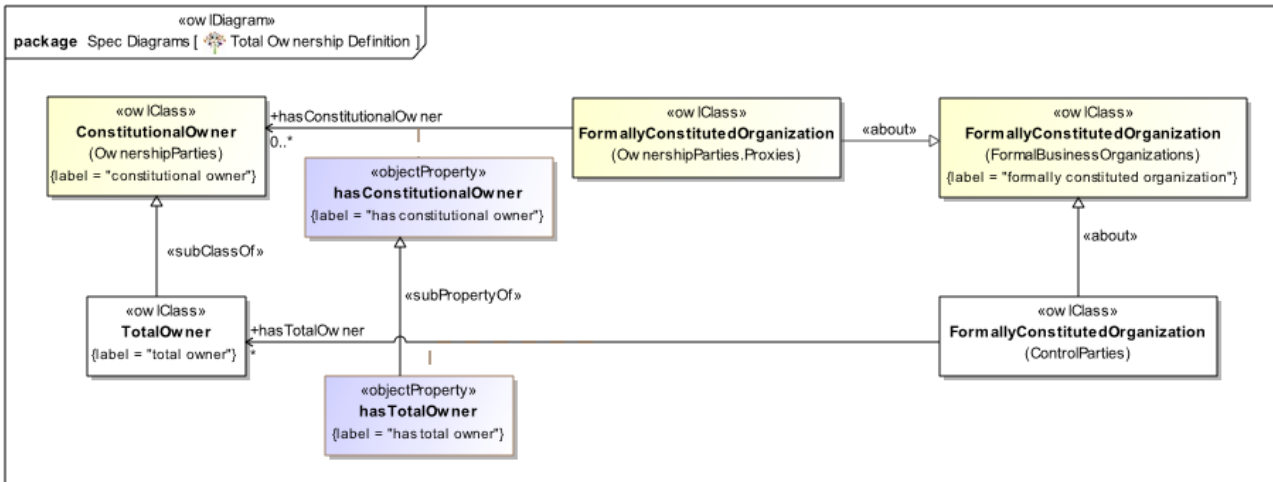 «owlDiagram»
package Spec Diagrams [ Total Ownership Definition ]
«owlClass»
ConstitutionalOwner
(OwnershipParties)
{label = "constitutional owner"}
+hasConstitutionalOwner
0..*
«owlClass»
FormallyConstitutedOrganization
(OwnershipParties.Proxies)
«about»
«owlClass»
FormallyConstitutedOrganization
(FormalBusinessOrganizations)
{label = "formally constituted organization"}
«objectProperty»
hasConstitutionalOwner
{label = "has constitutional owner"}
«subClassOf»
«subPropertyOf»
«about»
«owlClass»
TotalOwner
{label = "total owner"}
+hasTotalOwner
*
«owlClass»
FormallyConstitutedOrganization
(ControlParties)
«objectProperty»
hasTotalOwner
{label = "has total owner"}